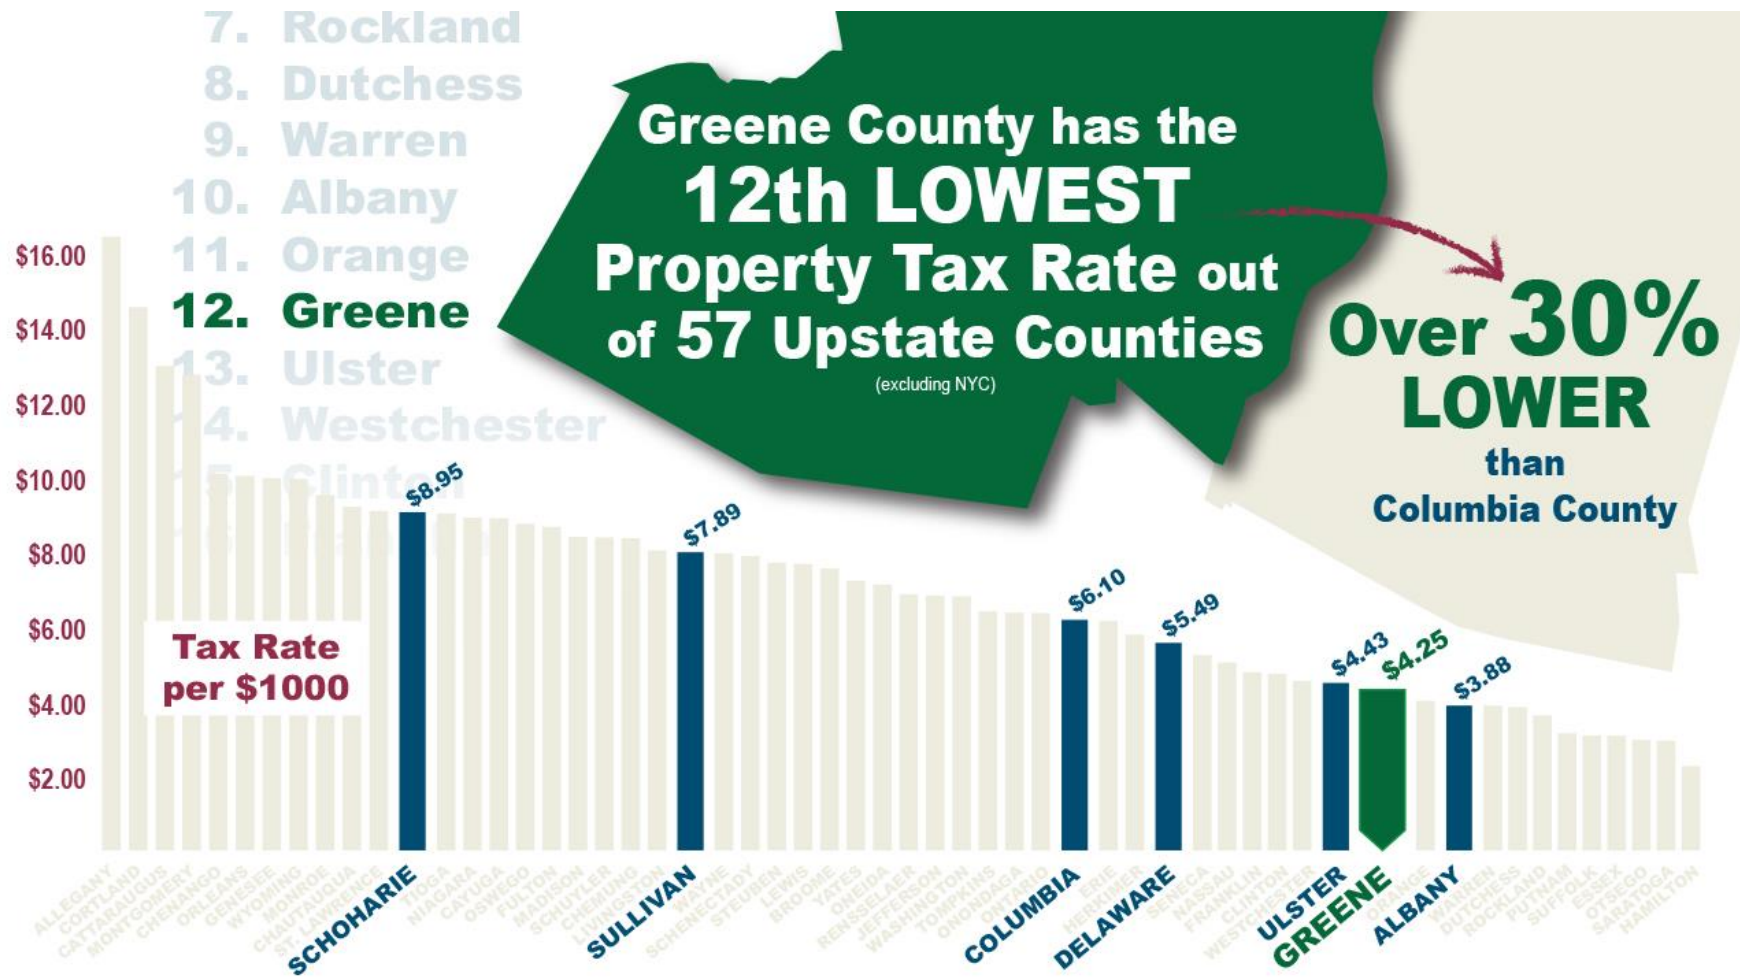 7. Rockland
8. Dutchess
9. Warren
10. Albany
11. Orange
12. Greene
13. Ulster
14. Westchester
15. Clinton
Greene County has the
12th LOWEST
Property Tax Rate out
of 57 Upstate Counties
(excluding NYC)
Over 30%
LOWER
than
Columbia County
$16.00
$14.00
$12.00
$10.00
$8.00
$6.00
$4.00
$2.00
Tax Rate
per $1000
$8.95
$7.89
$6.10
$5.49
$4.43
$4.25
$3.88
ALLEGANY
CORTLAND
CATTARAUGUS
MONTGOMERY
CHENANGO
ORLEANS
GENESEE
WYOMING
MONROE
CHAUTAUQUA
ST. LAWRENCE
SCHOHARIE
TIOGA
NIAGARA
CAYUGA
OSWEGO
FULTON
MADISON
SCHUYLER
CHEMUNG
LIVINGSTON
SULLIVAN
WAYNE
SCHENECTADY
STEUBEN
LEWIS
BROOME
YATES
ONEIDA
RENSSELAER
JEFFERSON
WASHINGTON
TOMPKINS
ONONDAGA
ONTARIO
COLUMBIA
ERIE
HERKIMER
DELAWARE
SENECA
NASSAU
FRANKLIN
CLINTON
WESTCHESTER
ULSTER
GREENE
ORANGE
ALBANY
WARREN
DUTCHESS
ROCKLAND
PUTNAM
SUFFOLK
ESSEX
OTSEGO
SARATOGA
HAMILTON